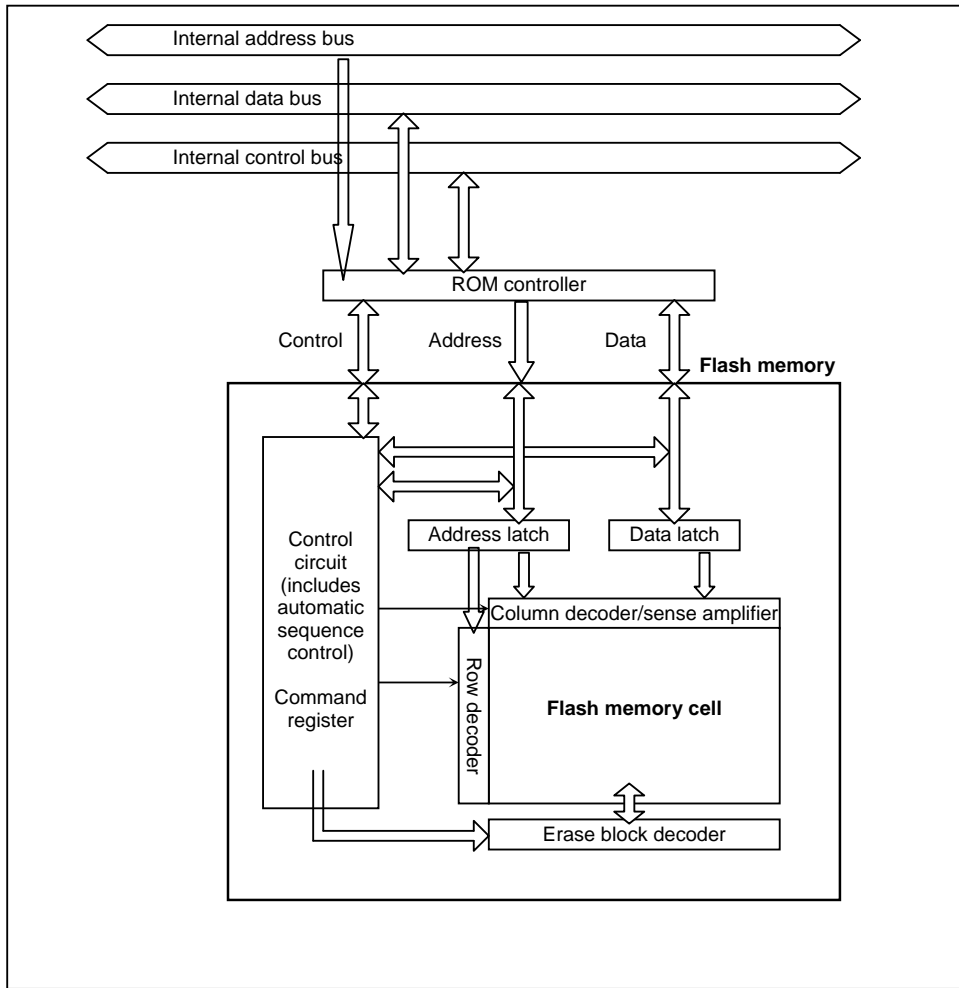 Internal address bus
Internal data bus
Internal control bus
ROM controller
Control
Address
Data
Flash memory
Address latch
Data latch
Control
circuit
(includes
automatic
sequence
control)
Command
register
Column decoder/sense amplifier
Row decoder
Flash memory cell
Erase block decoder